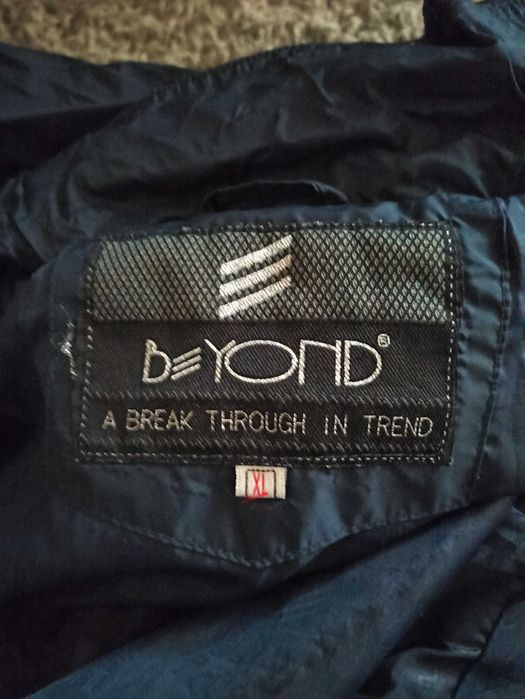 BeYOND®
A BREAK THROUGH IN TREND
XL